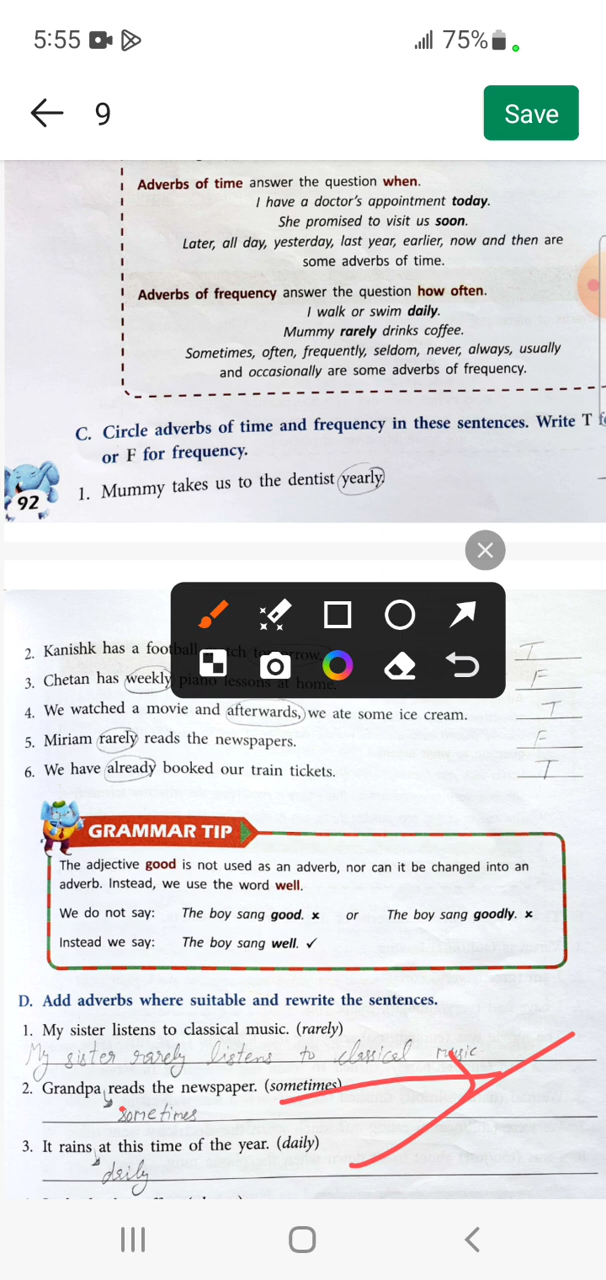 5:55 75%
9 Save
Adverbs of time answer the question when.
I have a doctor's appointment today.
She promised to visit us soon.
Later, all day, yesterday, last year, earlier, now and then are
some adverbs of time.
Adverbs of frequency answer the question how often.
I walk or swim daily.
Mummy rarely drinks coffee.
Sometimes, often, frequently, seldom, never, always, usually
and occasionally are some adverbs of frequency.
C. Circle adverbs of time and frequency in these sentences. Write T
or F for frequency.
92
1. Mummy takes us to the dentist yearly.
2. Kanishk has a football T
3. Chetan has weekly piano lessons at home. F
4. We watched a movie and afterwards, we ate some ice cream. T
5. Miriam rarely reads the newspapers. F
6. We have already booked our train tickets. T
GRAMMAR TIP
The adjective good is not used as an adverb, nor can it be changed into an
adverb. Instead, we use the word well.
We do not say: The boy sang good. x or The boy sang goodly. x
Instead we say: The boy sang well. ✓
D. Add adverbs where suitable and rewrite the sentences.
1. My sister listens to classical music. (rarely)
My sister rarely listens to classical music
2. Grandpa reads the newspaper. (sometimes)
Sometimes
3. It rains at this time of the year. (daily)
daily